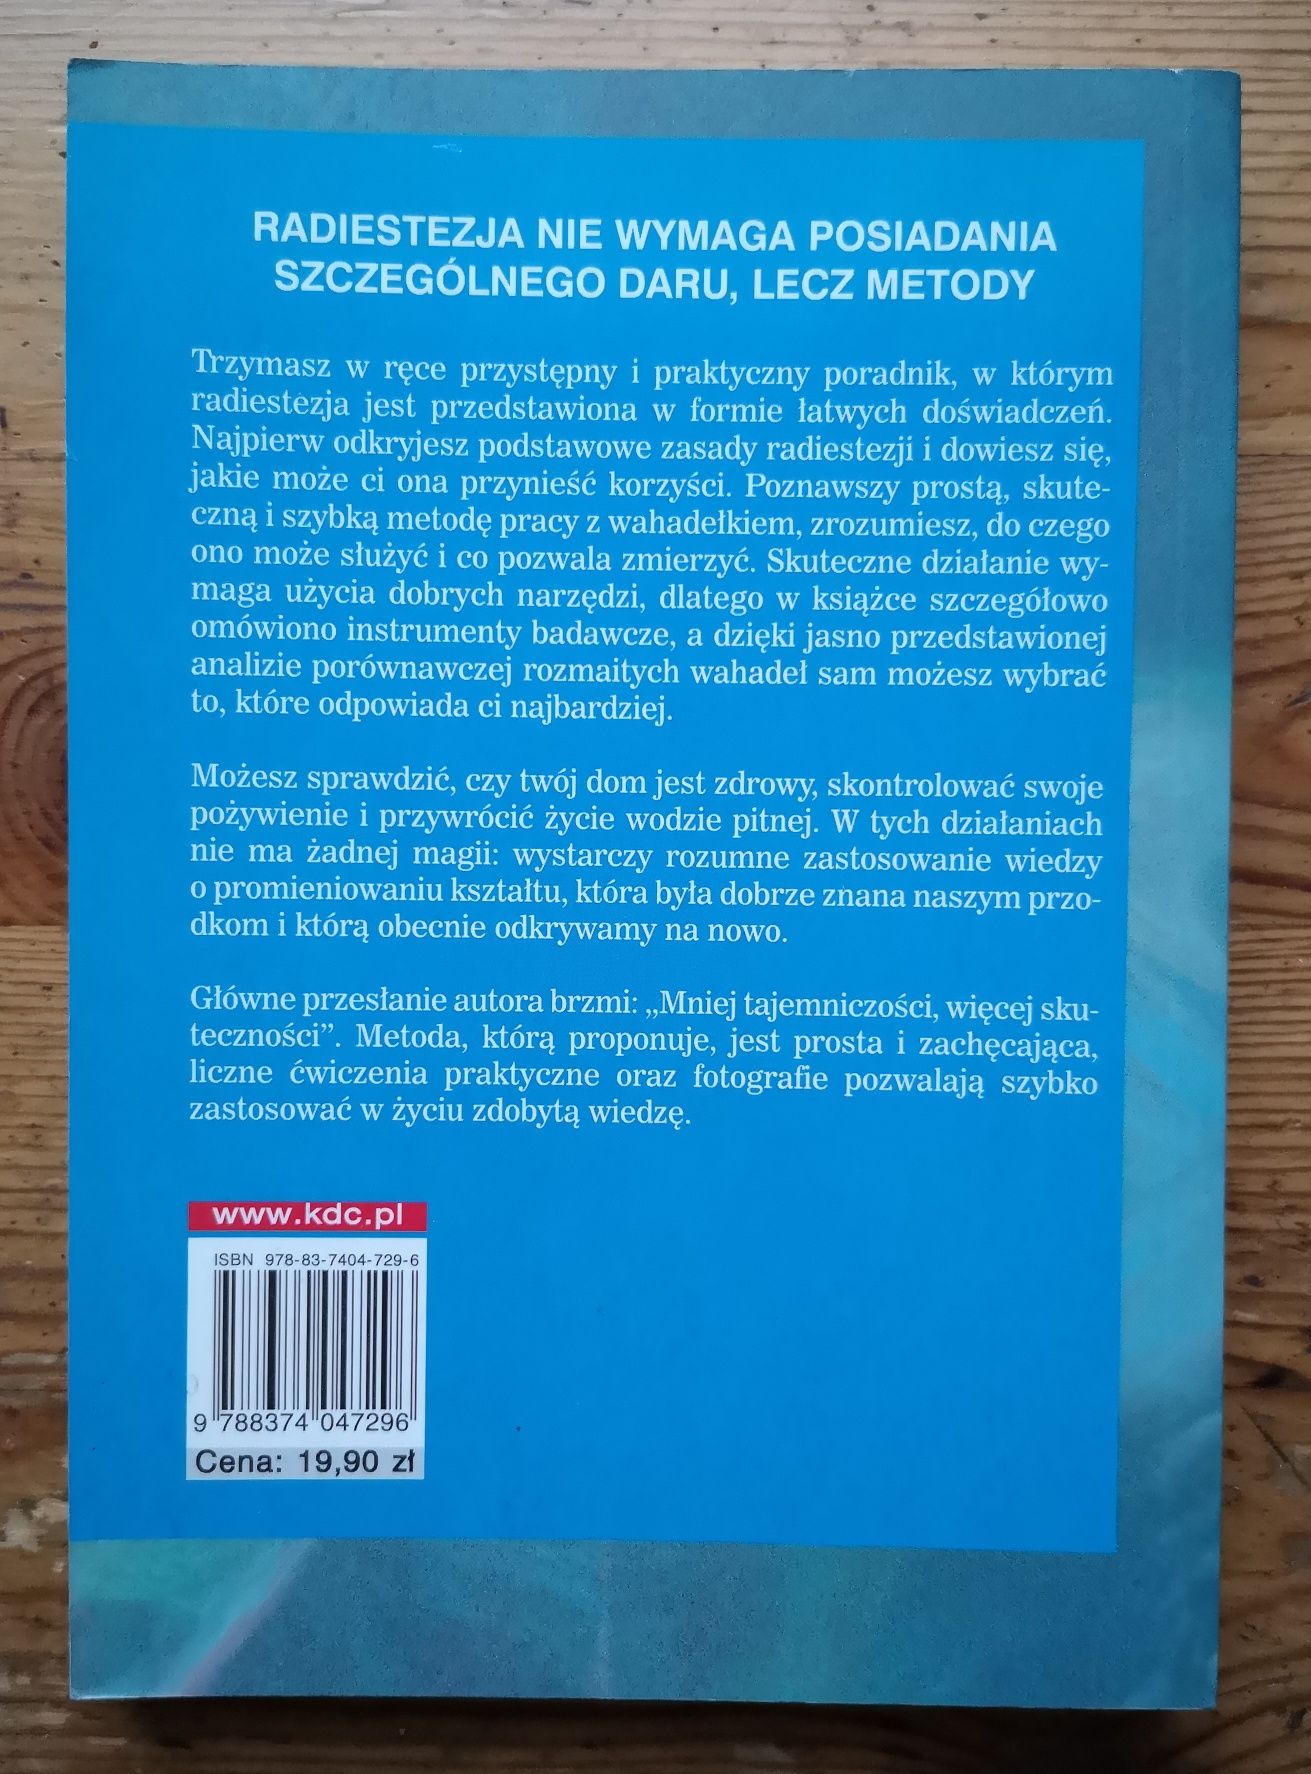 RADIESTEZJA NIE WYMAGA POSIADANIA
SZCZEGÓLNEGO DARU, LECZ METODY
Trzymasz w ręce przystępny i praktyczny poradnik, w którym
radiestezja jest przedstawiona w formie łatwych doświadczeń.
Najpierw odkryjesz podstawowe zasady radiestezji i dowiesz się,
jakie może ci ona przynieść korzyści. Poznawszy prostą, skute-
czną i szybką metodę pracy z wahadełkiem, zrozumiesz, do czego
ono może służyć i co pozwala zmierzyć. Skuteczne działanie wy-
maga użycia dobrych narzędzi, dlatego w książce szczegółowo
omówiono instrumenty badawcze, a dzięki jasno przedstawionej
analizie porównawczej rozmaitych wahadeł sam możesz wybrać
to, które odpowiada ci najbardziej.
Możesz sprawdzić, czy twój dom jest zdrowy, skontrolować swoje
pożywienie i przywrócić życie wodzie pitnej. W tych działaniach
nie ma żadnej magii: wystarczy rozumne zastosowanie wiedzy
o promieniowaniu kształtu, która była dobrze znana naszym przo-
dkom i którą obecnie odkrywamy na nowo.
Główne przesłanie autora brzmi: „Mniej tajemniczości, więcej sku-
teczności”. Metoda, którą proponuje, jest prosta i zachęcająca,
liczne ćwiczenia praktyczne oraz fotografie pozwalają szybko
zastosować w życiu zdobytą wiedzę.
www.kdc.pl
ISBN 978-83-7404-729-6
9 788374 047296
Cena: 19,90 zł